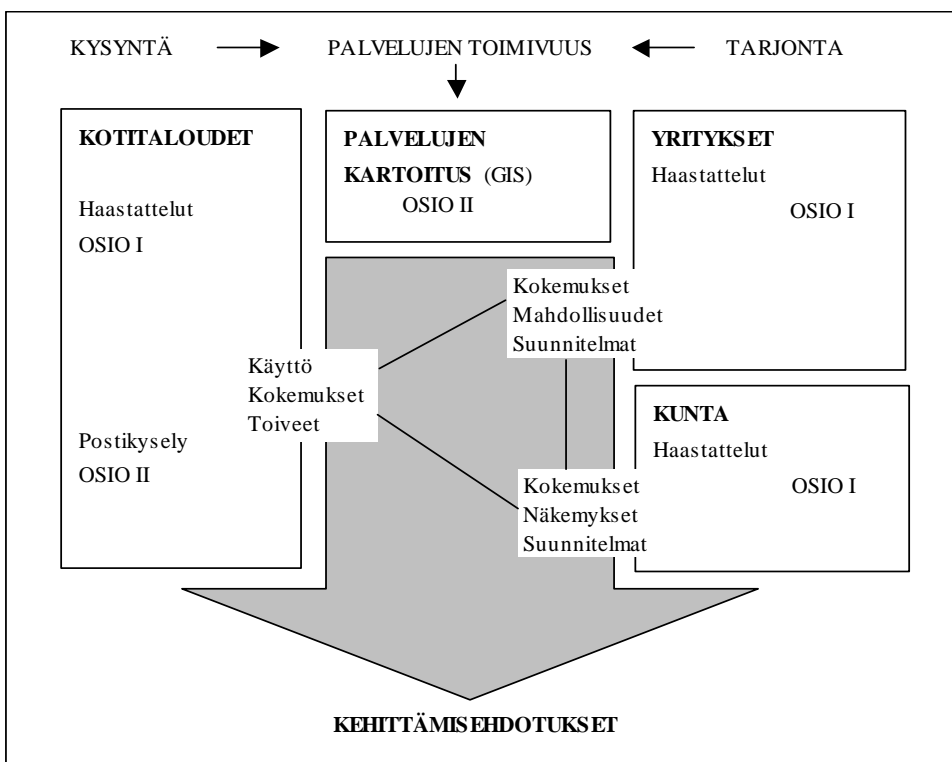 KYSYNTÄ PALVELUJEN TOIMIVUUS TARJONTA
KOTITALOUDET
Haastattelut
OSIO I
Postikysely
OSIO II
Käyttö
Kokemukset
Toiveet
PALVELUJEN
KARTOITUS (GIS)
OSIO II
YRITYKSET
Haastattelut
OSIO I
Kokemukset
Mahdollisuudet
Suunnitelmat
KUNTA
Haastattelut
OSIO I
Kokemukset
Näkemykset
Suunnitelmat
KEHITTÄMISEHDOTUKSET